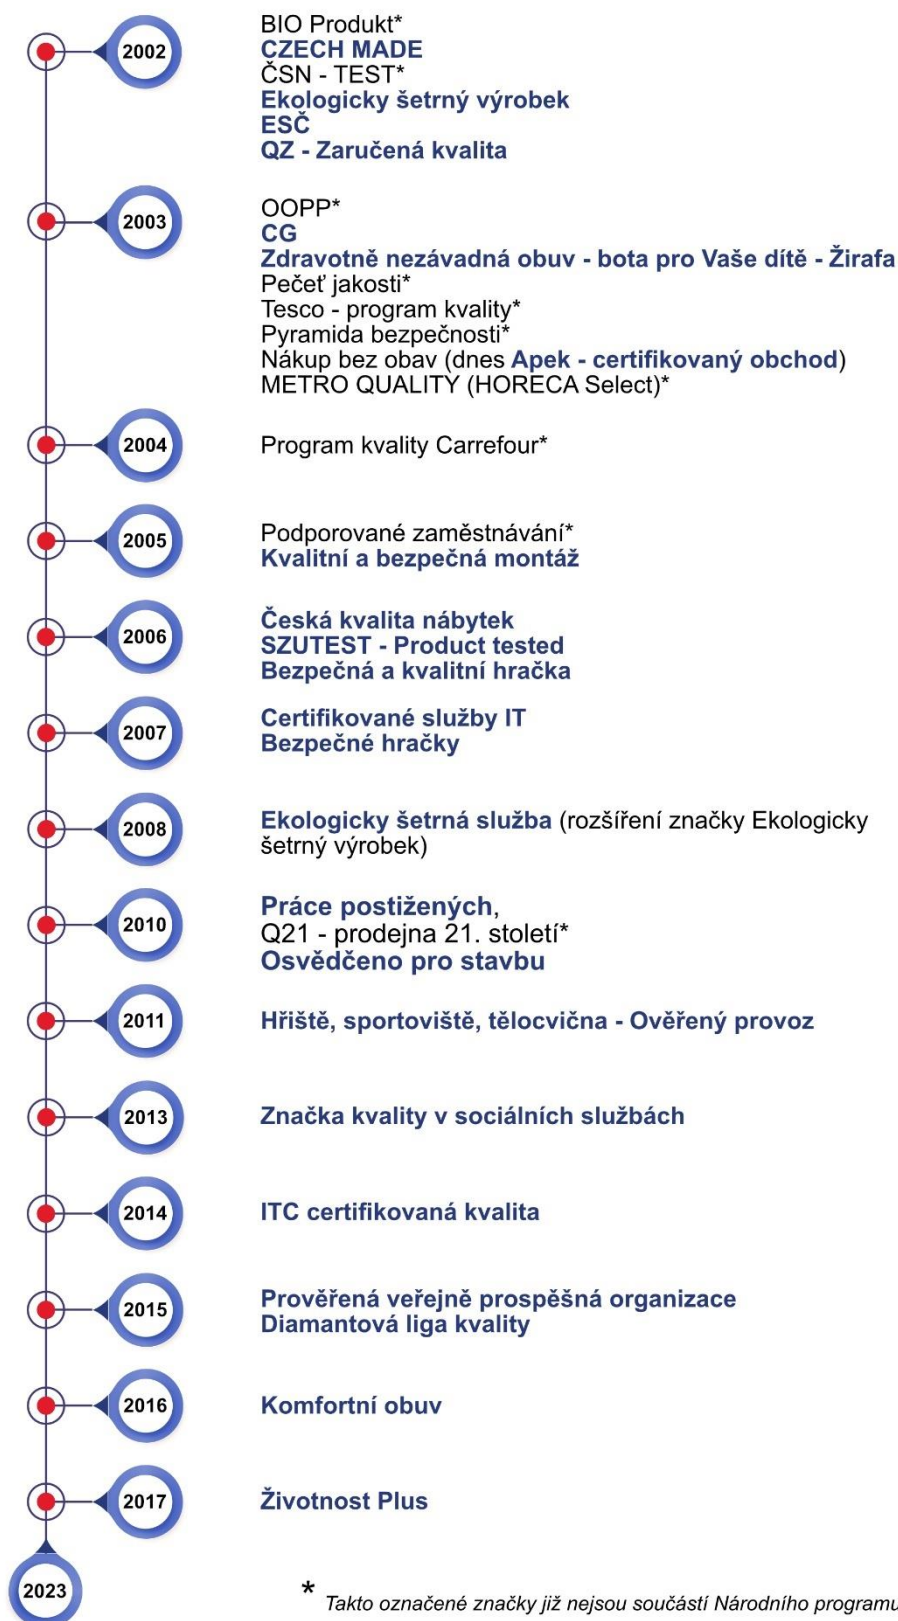 2002
BIO Produkt*
CZECH MADE
ČSN - TEST*
Ekologicky šetrný výrobek
ESČ
QZ - Zaručená kvalita
2003
OOPP*
CG
Zdravotně nezávadná obuv - bota pro Vaše dítě - Žirafa
Pečeť jakosti*
Tesco - program kvality*
Pyramida bezpečnosti*
Nákup bez obav (dnes Apek - certifikovaný obchod)
METRO QUALITY (HORECA Select)*
2004
Program kvality Carrefour*
2005
Podporované zaměstnávání*
Kvalitní a bezpečná montáž
2006
Česká kvalita nábytek
SZUTEST - Product tested
Bezpečná a kvalitní hračka
2007
Certifikované služby IT
Bezpečné hračky
2008
Ekologicky šetrná služba (rozšíření značky Ekologicky
šetrný výrobek)
2010
Práce postižených,
Q21 - prodejna 21. století*
Osvědčeno pro stavbu
2011
Hřiště, sportoviště, tělocvična - Ověřený provoz
2013
Značka kvality v sociálních službách
2014
ITC certifikovaná kvalita
2015
Prověřená veřejně prospěšná organizace
Diamantová liga kvality
2016
Komfortní obuv
2017
Životnost Plus
2023
* Takto označené značky již nejsou součástí Národního programu